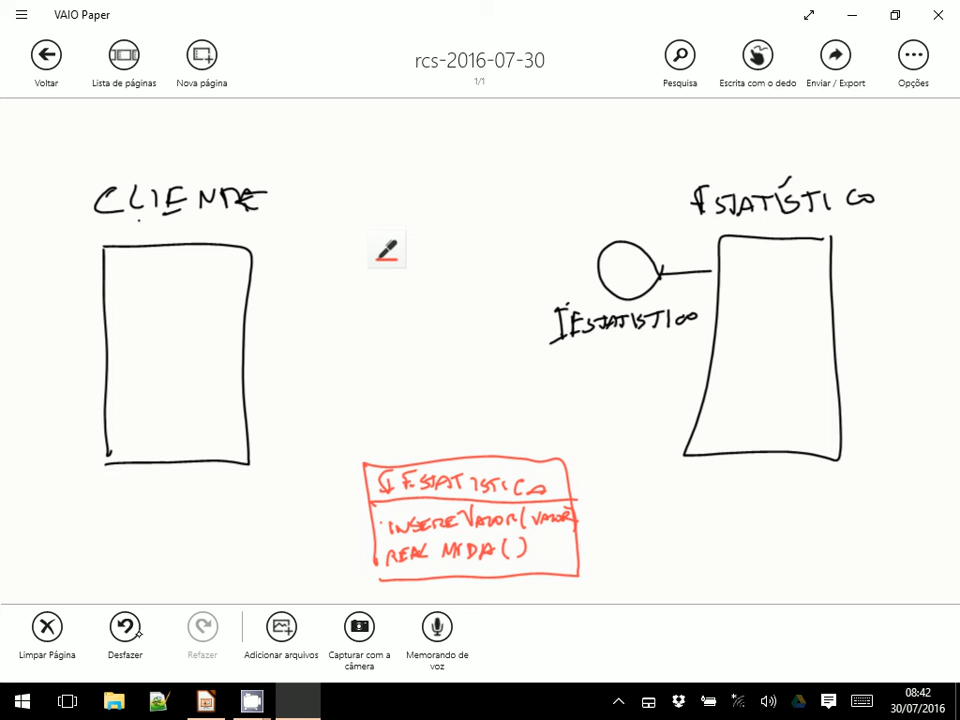 VAIO Paper
rcs-2016-07-30
1/1
Voltar
Lista de páginas
Nova página
Pesquisa
Escrita com o dedo
Enviar / Export
Opções
CLIENTE
ESTATÍSTICO
IESTATISTICO
IESTATISTICA
INSEREVALOR(VALOR)
REAL MEDIA()
Limpar Página
Desfazer
Refazer
Adicionar arquivos
Capturar com a
câmera
Memorando de
voz
08:42
30/07/2016